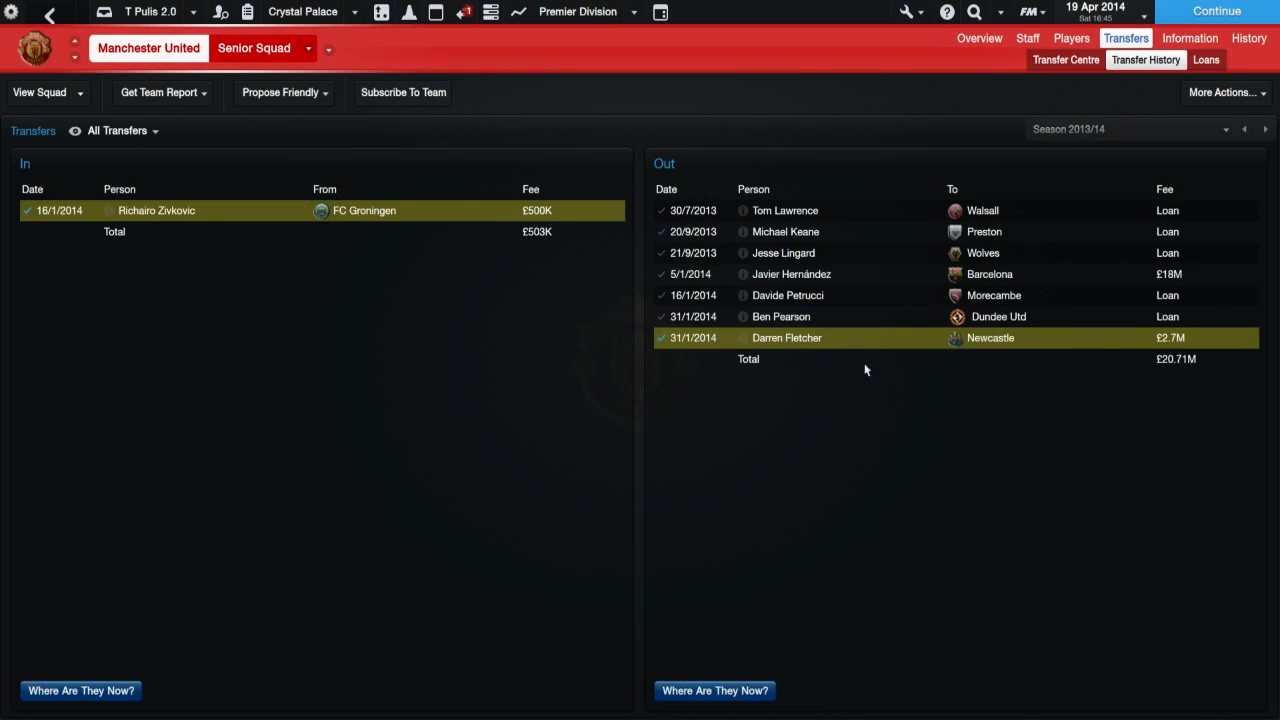 T Pulis 2.0 Crystal Palace 1 Premier Division FM 19 Apr 2014 Continue
Sat 16:45
Manchester United Senior Squad Overview Staff Players Transfers Information History
Transfer Centre Transfer History Loans
View Squad Get Team Report Propose Friendly Subscribe To Team More Actions...
Transfers All Transfers Season 2013/14
In
Date Person From Fee
16/1/2014 Richairo Zivkovic FC Groningen £500K
Total £503K
Out
Date Person To Fee
30/7/2013 Tom Lawrence Walsall Loan
20/9/2013 Michael Keane Preston Loan
21/9/2013 Jesse Lingard Wolves Loan
5/1/2014 Javier Hernández Barcelona £18M
16/1/2014 Davide Petrucci Morecambe Loan
31/1/2014 Ben Pearson Dundee Utd Loan
31/1/2014 Darren Fletcher Newcastle £2.7M
Total £20.71M
Where Are They Now? Where Are They Now?